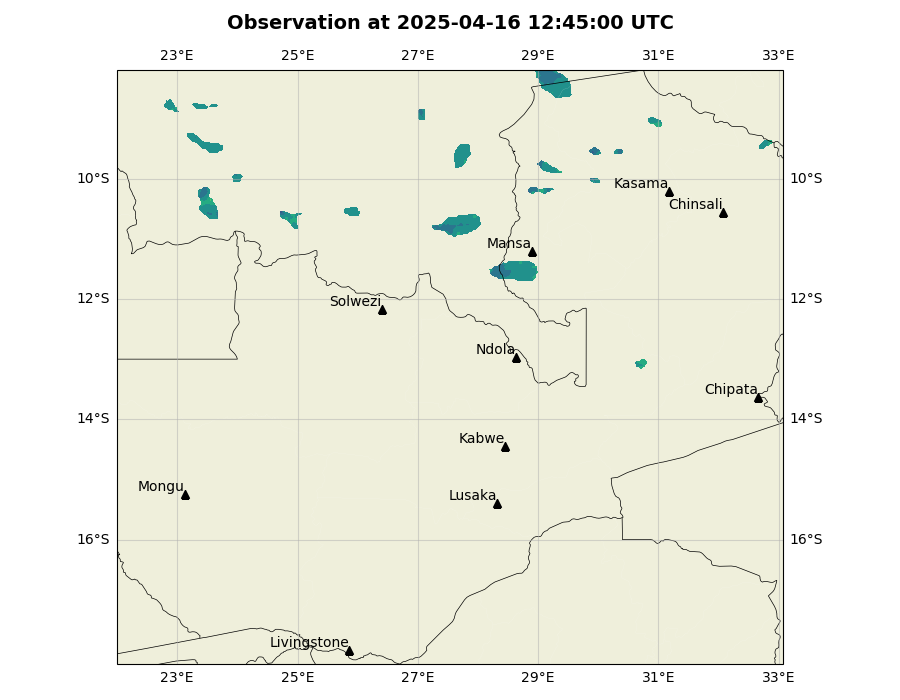 Observation at 2025-04-16 12:45:00 UTC
23°E 25°E 27°E 29°E 31°E 33°E
10°S 10°S
Kasama
Chinsali
Mansa
12°S 12°S
Solwezi
Ndola
Chipata
14°S 14°S
Kabwe
Mongu
Lusaka
16°S 16°S
Livingstone
23°E 25°E 27°E 29°E 31°E 33°E